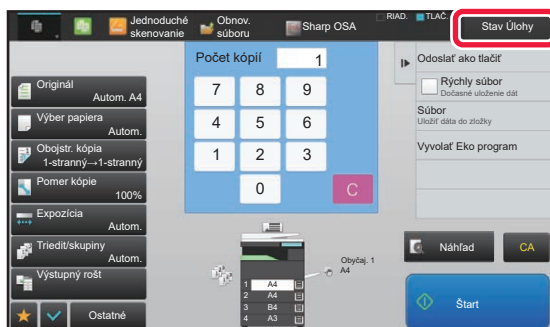 Jednoduché
skenovanie
Obnov.
súboru
Sharp OSA
RIAD.
TLAČ.
Stav Úlohy
Originál
Autom. A4
Výber papiera
Autom.
Obojstr. kópia
1-stranný→1-stranný
Pomer kópie
100%
Expozícia
Autom.
Triediť/skupiny
Autom.
Výstupný rošt
Ostatné
Počet kópií
1
7 8 9
4 5 6
1 2 3
0 C
Obyčaj. 1
A4
1 A4
2 A4
3 B4
4 A3
Odoslať ako tlačiť
Rýchly súbor
Dočasné uloženie dát
Súbor
Uložiť dáta do zložky
Vyvolať Eko program
Náhľad
CA
Štart